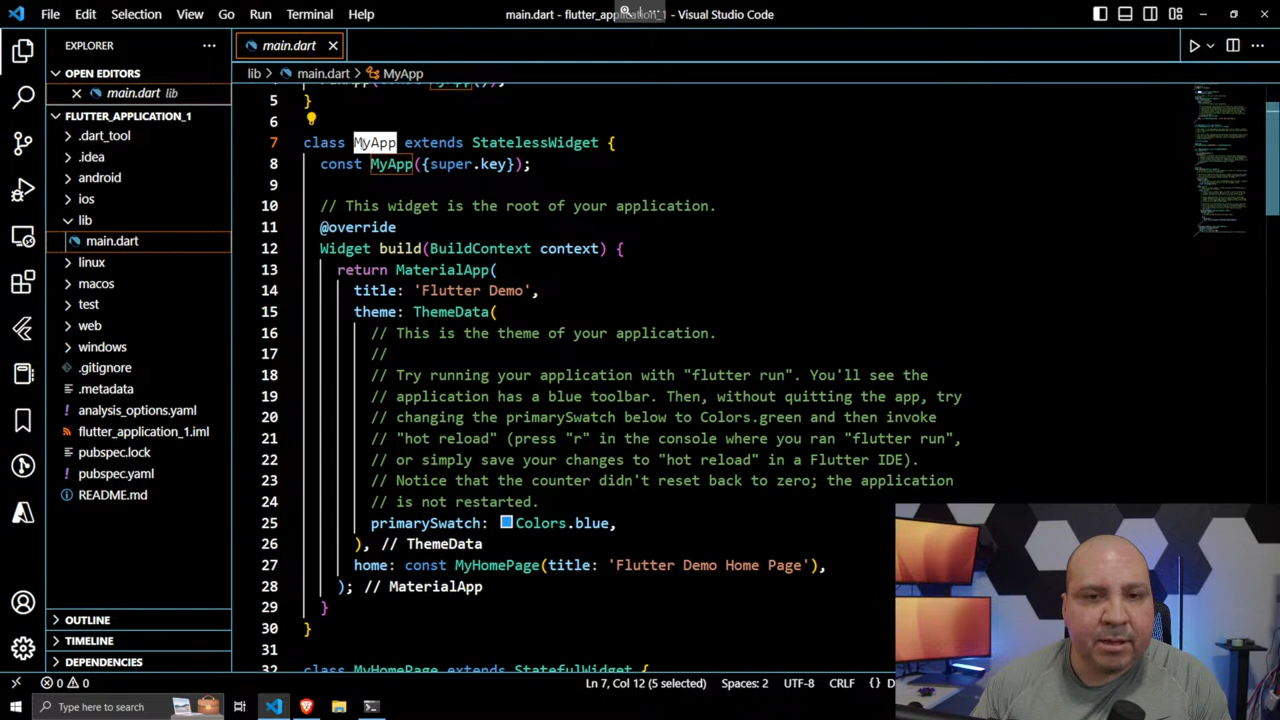 File Edit Selection View Go Run Terminal Help
main.dart - flutter_application_1 - Visual Studio Code
EXPLORER
OPEN EDITORS
main.dart lib
FLUTTER_APPLICATION_1
.dart_tool
.idea
android
ios
lib
main.dart
linux
macos
test
web
windows
.gitignore
.metadata
analysis_options.yaml
flutter_application_1.iml
pubspec.lock
pubspec.yaml
README.md
OUTLINE
TIMELINE
DEPENDENCIES
main.dart
lib > main.dart > MyApp
5 }
6
7 class MyApp extends StatelessWidget {
8 const MyApp({super.key});
9
10 // This widget is the root of your application.
11 @override
12 Widget build(BuildContext context) {
13 return MaterialApp(
14 title: 'Flutter Demo',
15 theme: ThemeData(
16 // This is the theme of your application.
17 //
18 // Try running your application with "flutter run". You'll see the
19 // application has a blue toolbar. Then, without quitting the app, try
20 // changing the primarySwatch below to Colors.green and then invoke
21 // "hot reload" (press "r" in the console where you ran "flutter run",
22 // or simply save your changes to "hot reload" in a Flutter IDE).
23 // Notice that the counter didn't reset back to zero; the application
24 // is not restarted.
25 primarySwatch: Colors.blue,
26 ), // ThemeData
27 home: const MyHomePage(title: 'Flutter Demo Home Page'),
28 ); // MaterialApp
29 }
30 }
31
32 class MyHomePage extends StatefulWidget {
0 0 Ln 7, Col 12 (5 selected) Spaces: 2 UTF-8 CRLF {} D
Type here to search